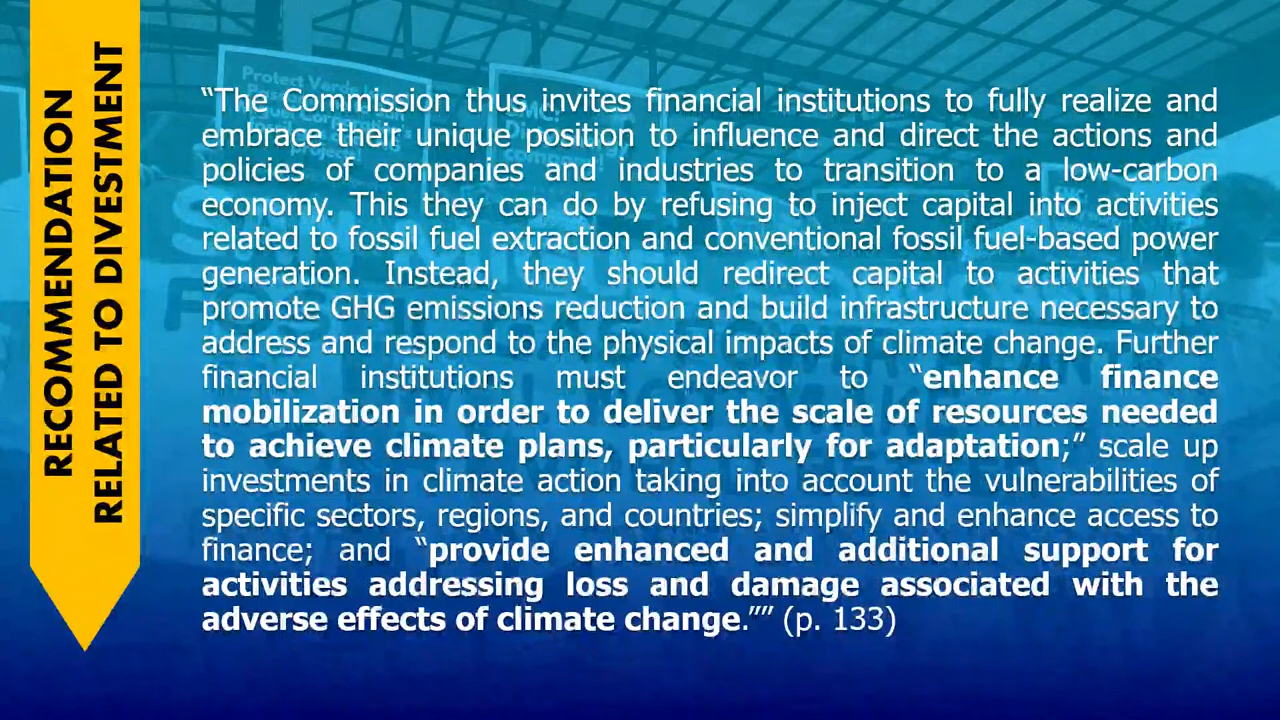 RECOMMENDATION
RELATED TO DIVESTMENT
“The Commission thus invites financial institutions to fully realize and
embrace their unique position to influence and direct the actions and
policies of companies and industries to transition to a low-carbon
economy. This they can do by refusing to inject capital into activities
related to fossil fuel extraction and conventional fossil fuel-based power
generation. Instead, they should redirect capital to activities that
promote GHG emissions reduction and build infrastructure necessary to
address and respond to the physical impacts of climate change. Further
financial institutions must endeavor to “enhance finance
mobilization in order to deliver the scale of resources needed
to achieve climate plans, particularly for adaptation;” scale up
investments in climate action taking into account the vulnerabilities of
specific sectors, regions, and countries; simplify and enhance access to
finance; and “provide enhanced and additional support for
activities addressing loss and damage associated with the
adverse effects of climate change.”” (p. 133)
Protect Verde